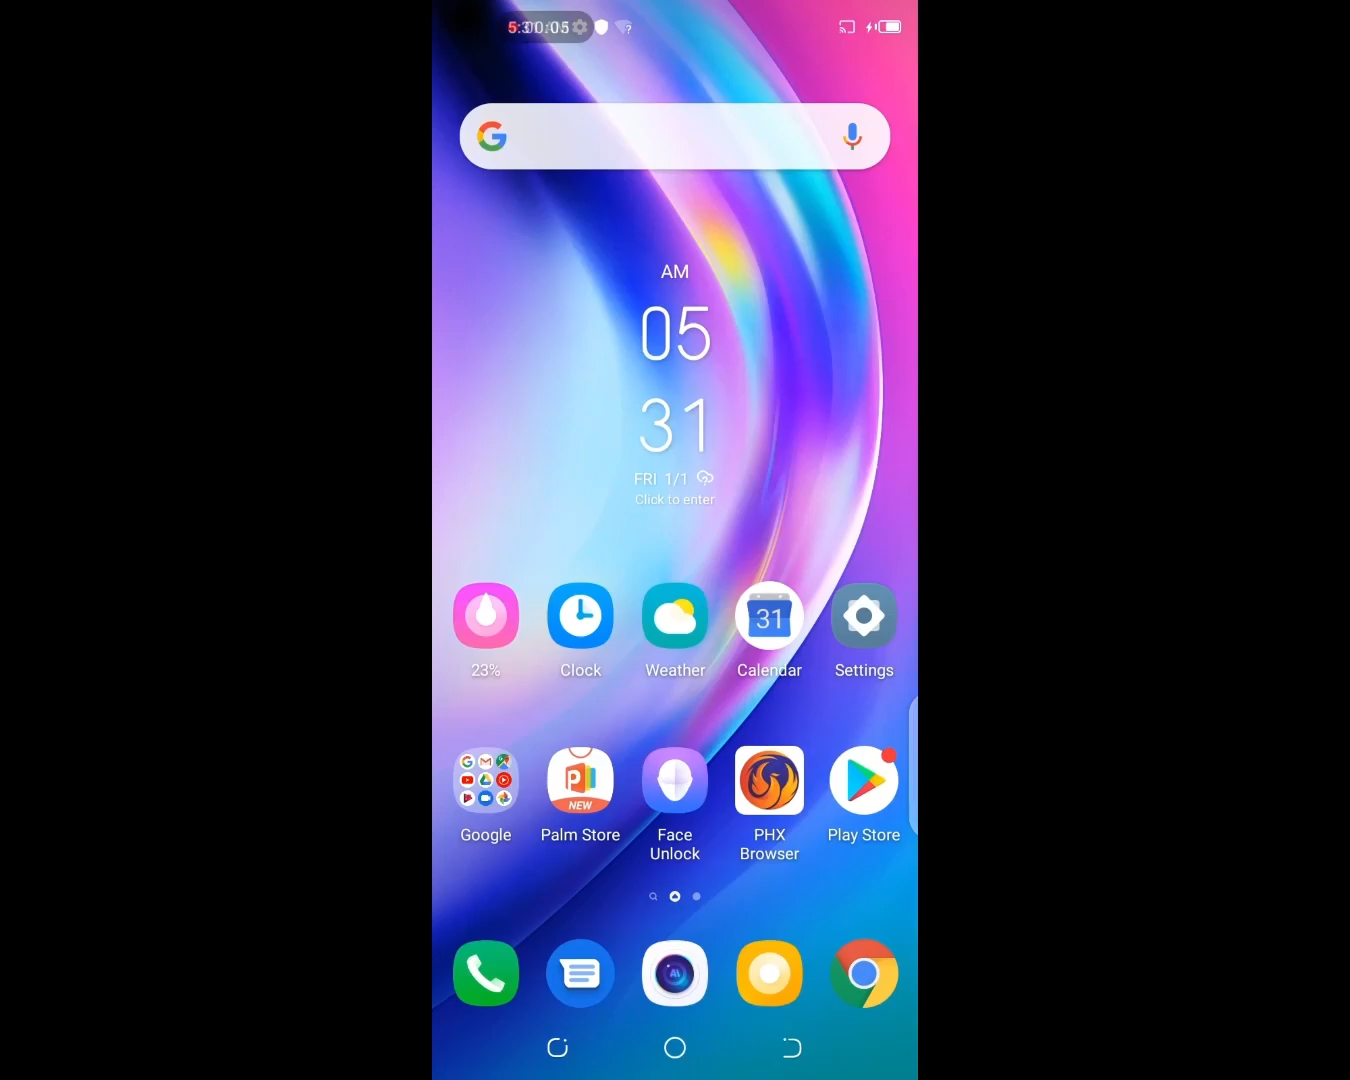 AM
05
31
FRI 1/1
Click to enter
31
23%
Clock
Weather
Calendar
Settings
P
NEW
Google
Palm Store
Face
Unlock
PHX
Browser
Play Store
AI